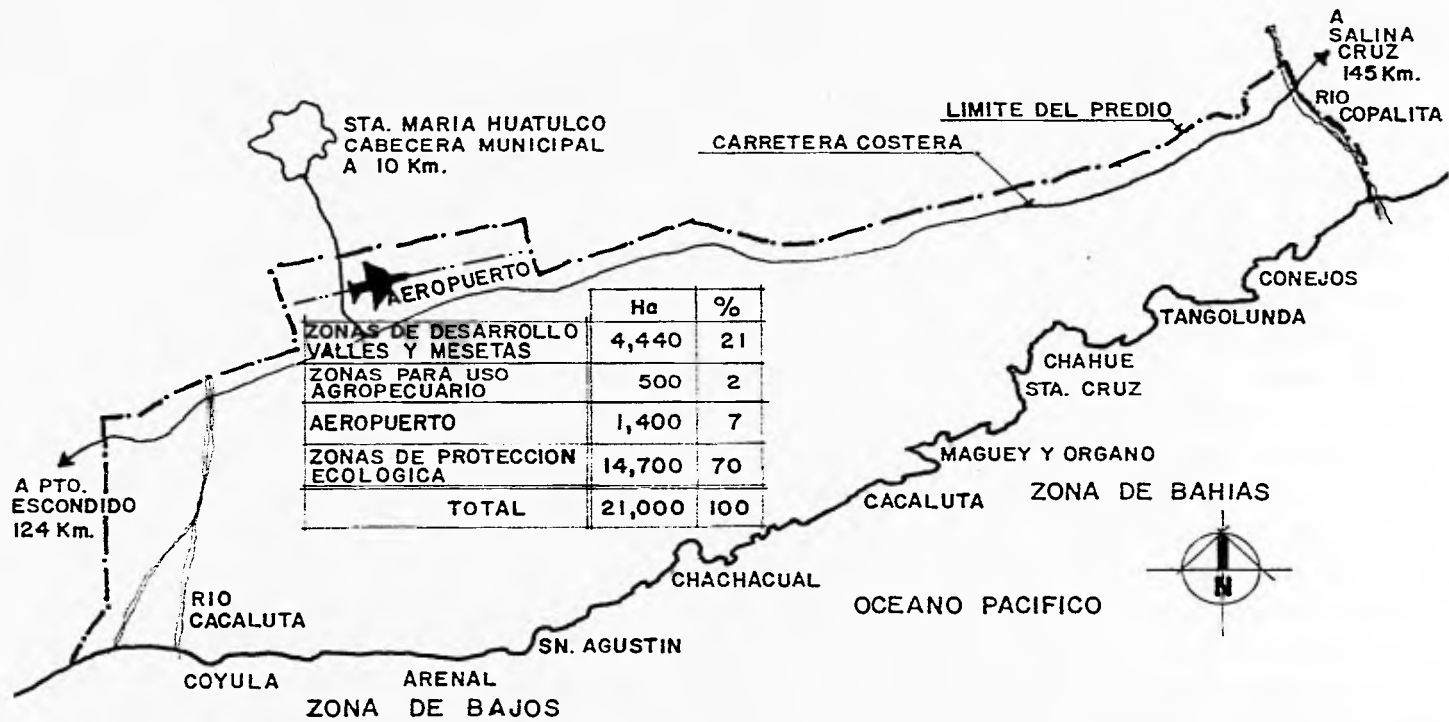 A
SALINA
CRUZ
145 Km.
RIO
COPALITA
LIMITE DEL PREDIO
CARRETERA COSTERA
STA. MARIA HUATULCO
CABECERA MUNICIPAL
A 10 Km.
AEROPUERTO
CONEJOS
TANGOLUNDA
CHAHUE
STA. CRUZ
MAGUEY Y ORGANO
CACALUTA
ZONA DE BAHIAS
CHACHACUAL
OCEANO PACIFICO
N
SN. AGUSTIN
ARENAL
COYULA
ZONA DE BAJOS
RIO
CACALUTA
A PTO.
ESCONDIDO
124 Km.
Ha %
ZONAS DE DESARROLLO
VALLES Y MESETAS 4,440 21
ZONAS PARA USO
AGROPECUARIO 500 2
AEROPUERTO 1,400 7
ZONAS DE PROTECCION
ECOLOGICA 14,700 70
TOTAL 21,000 100